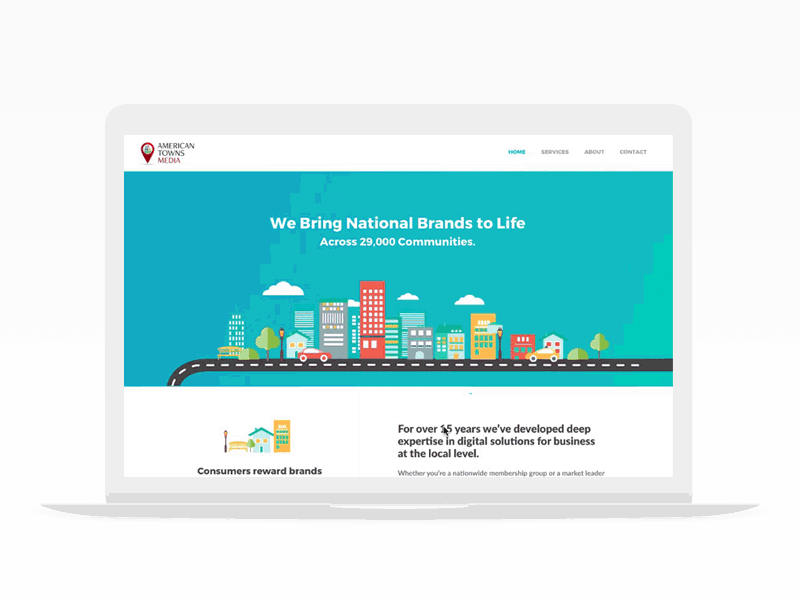 AMERICAN
TOWNS
MEDIA
HOME SERVICES ABOUT CONTACT
We Bring National Brands to Life
Across 29,000 Communities.
Consumers reward brands
For over 15 years we've developed deep
expertise in digital solutions for business
at the local level.
Whether you're a nationwide membership group or a market leader